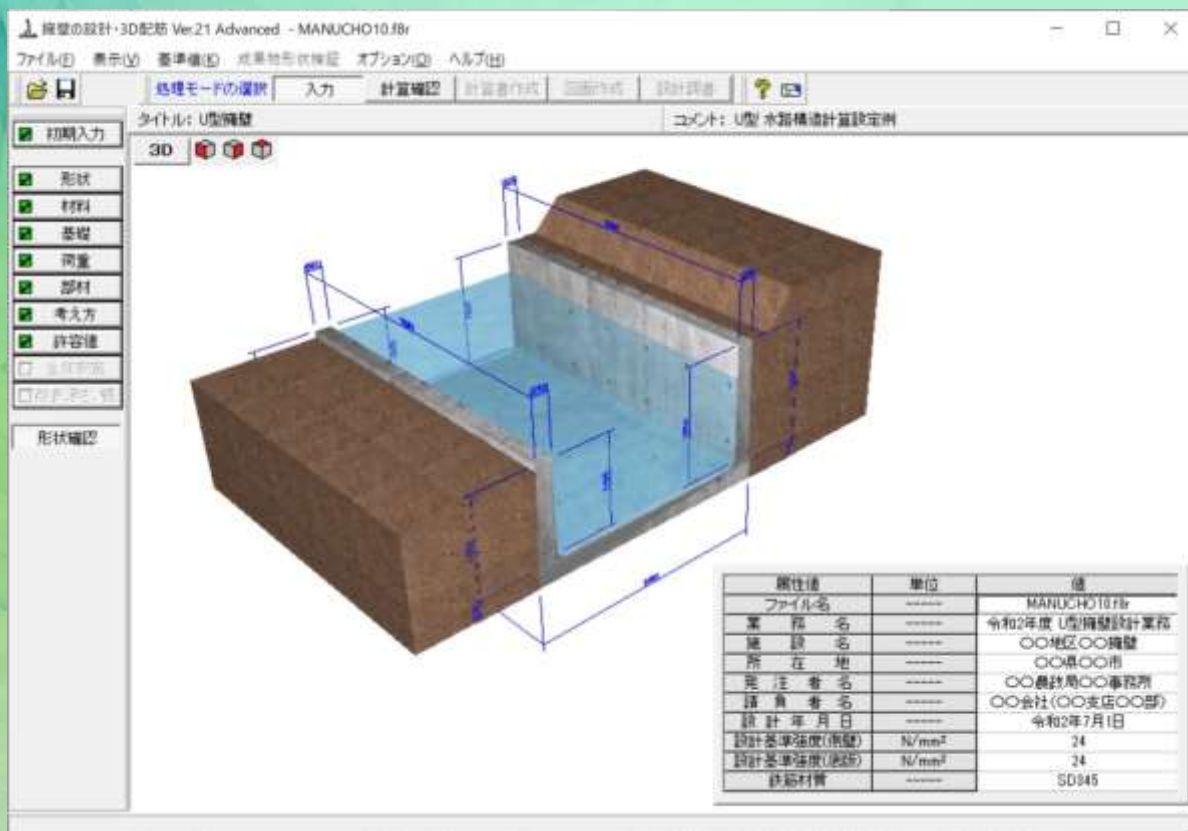 擁壁の設計・3D配筋 Ver.21 Advanced - MANUCHO10.f8r
ファイル(F) 表示(V) 基準値(K) 成果物形状検証 オプション(O) ヘルプ(H)
処理モードの選択 入力 計算確認 計算書作成 図面作成 設計調書
タイトル: U型擁壁 コメント: U型 水路構造計算設定例
初期入力
3D
形状
材料
基礎
荷重
部材
考え方
許容値
形状確認
属性値 単位 値
ファイル名 ----- MANUCHO10.f8r
業務名 ----- 令和2年度 U型擁壁設計業務
施設名 ----- 〇〇地区〇〇擁壁
所在地 ----- 〇〇県〇〇市
発注者名 ----- 〇〇農政局〇〇事務所
請負者名 ----- 〇〇会社(〇〇支店〇〇部)
設計年月日 ----- 令和2年7月1日
設計基準強度(側壁) N/mm² 24
設計基準強度(底版) N/mm² 24
鉄筋材質 ----- SD345